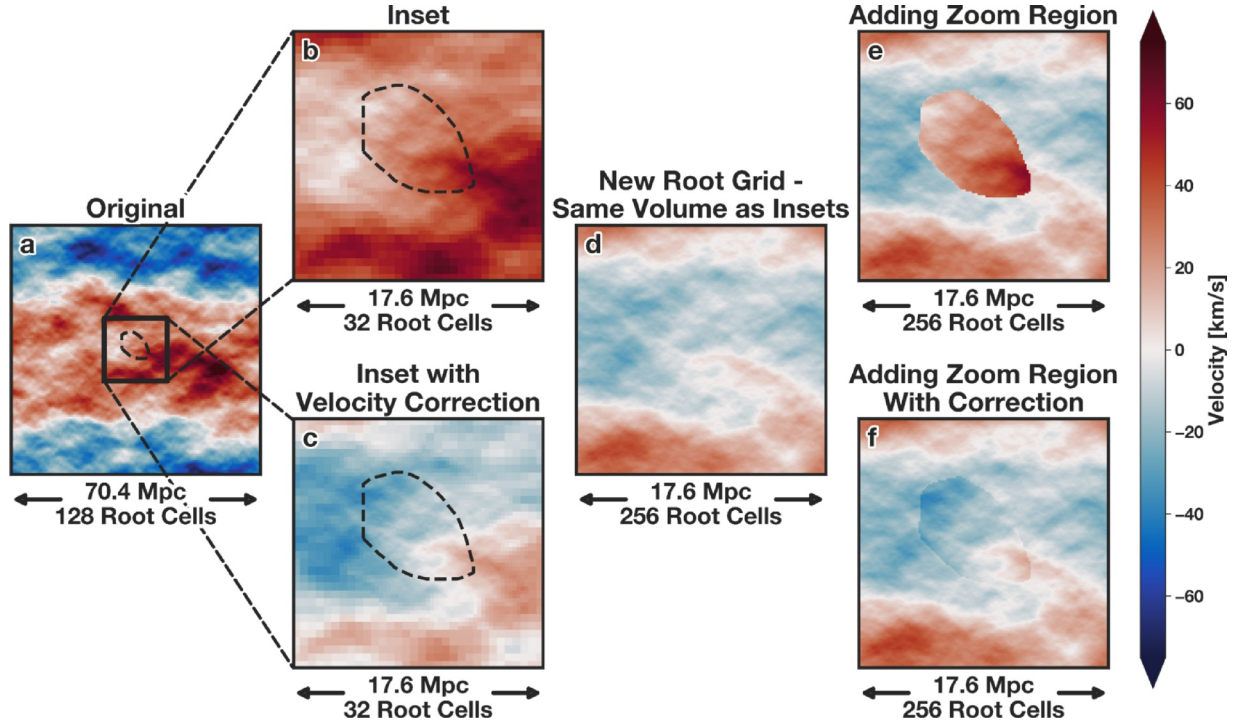 Original
a
70.4 Mpc
128 Root Cells
Inset
b
17.6 Mpc
32 Root Cells
Inset with
Velocity Correction
c
17.6 Mpc
32 Root Cells
New Root Grid -
Same Volume as Insets
d
17.6 Mpc
256 Root Cells
Adding Zoom Region
e
17.6 Mpc
256 Root Cells
Adding Zoom Region
With Correction
f
17.6 Mpc
256 Root Cells
60
40
20
0
−20
−40
−60
Velocity [km/s]